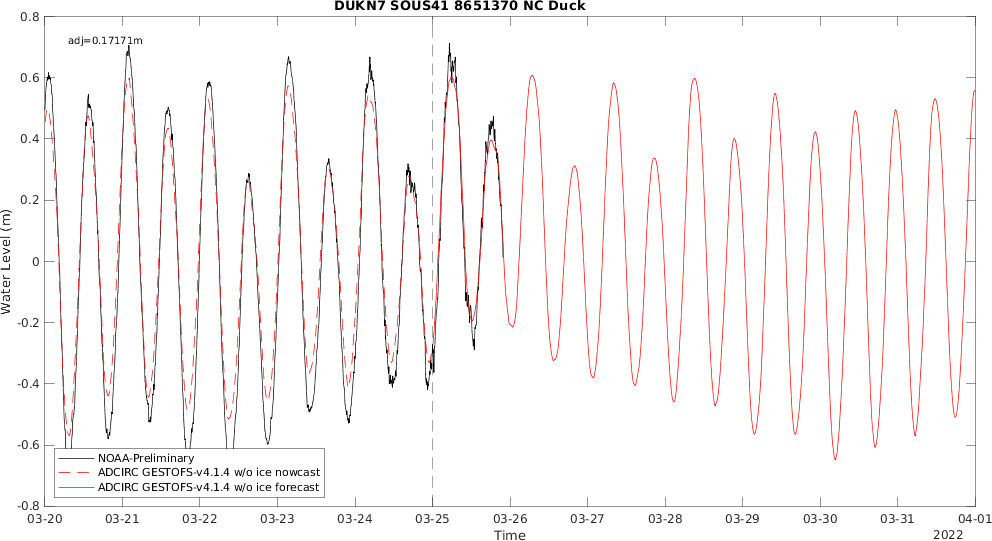 DUKN7 SOUS41 8651370 NC Duck
adj=0.17171m
0.8
0.6
0.4
0.2
0
-0.2
-0.4
-0.6
-0.8
Water Level (m)
NOAA-Preliminary
ADCIRC GESTOFS-v4.1.4 w/o ice nowcast
ADCIRC GESTOFS-v4.1.4 w/o ice forecast
03-20 03-21 03-22 03-23 03-24 03-25 03-26 03-27 03-28 03-29 03-30 03-31 04-01
Time
2022